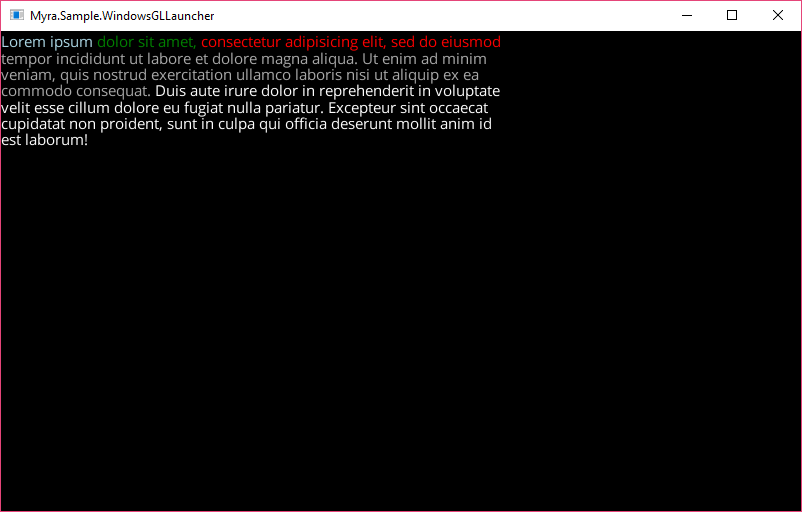 Myra.Sample.WindowsGLLauncher
Lorem ipsum dolor sit amet, consectetur adipisicing elit, sed do eiusmod
tempor incididunt ut labore et dolore magna aliqua. Ut enim ad minim
veniam, quis nostrud exercitation ullamco laboris nisi ut aliquip ex ea
commodo consequat. Duis aute irure dolor in reprehenderit in voluptate
velit esse cillum dolore eu fugiat nulla pariatur. Excepteur sint occaecat
cupidatat non proident, sunt in culpa qui officia deserunt mollit anim id
est laborum!